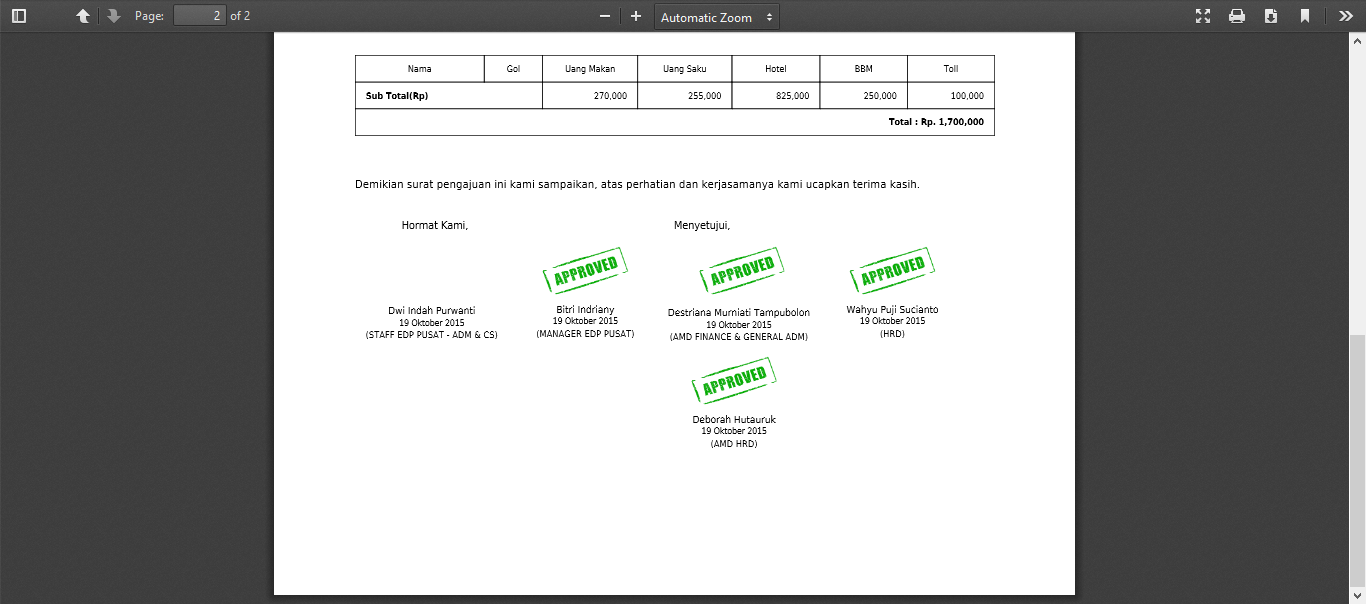 Page: 2 of 2 Automatic Zoom
Nama Gol Uang Makan Uang Saku Hotel BBM Toll
Sub Total(Rp) 270,000 255,000 825,000 250,000 100,000
Total : Rp. 1,700,000
Demikian surat pengajuan ini kami sampaikan, atas perhatian dan kerjasamanya kami ucapkan terima kasih.
Hormat Kami, Menyetujui,
APPROVED APPROVED APPROVED
Dwi Indah Purwanti Bitri Indriany Destriana Murniati Tampubolon Wahyu Puji Sucianto
19 Oktober 2015 19 Oktober 2015 19 Oktober 2015 19 Oktober 2015
(STAFF EDP PUSAT - ADM & CS) (MANAGER EDP PUSAT) (AMD FINANCE & GENERAL ADM) (HRD)
APPROVED
Deborah Hutauruk
19 Oktober 2015
(AMD HRD)